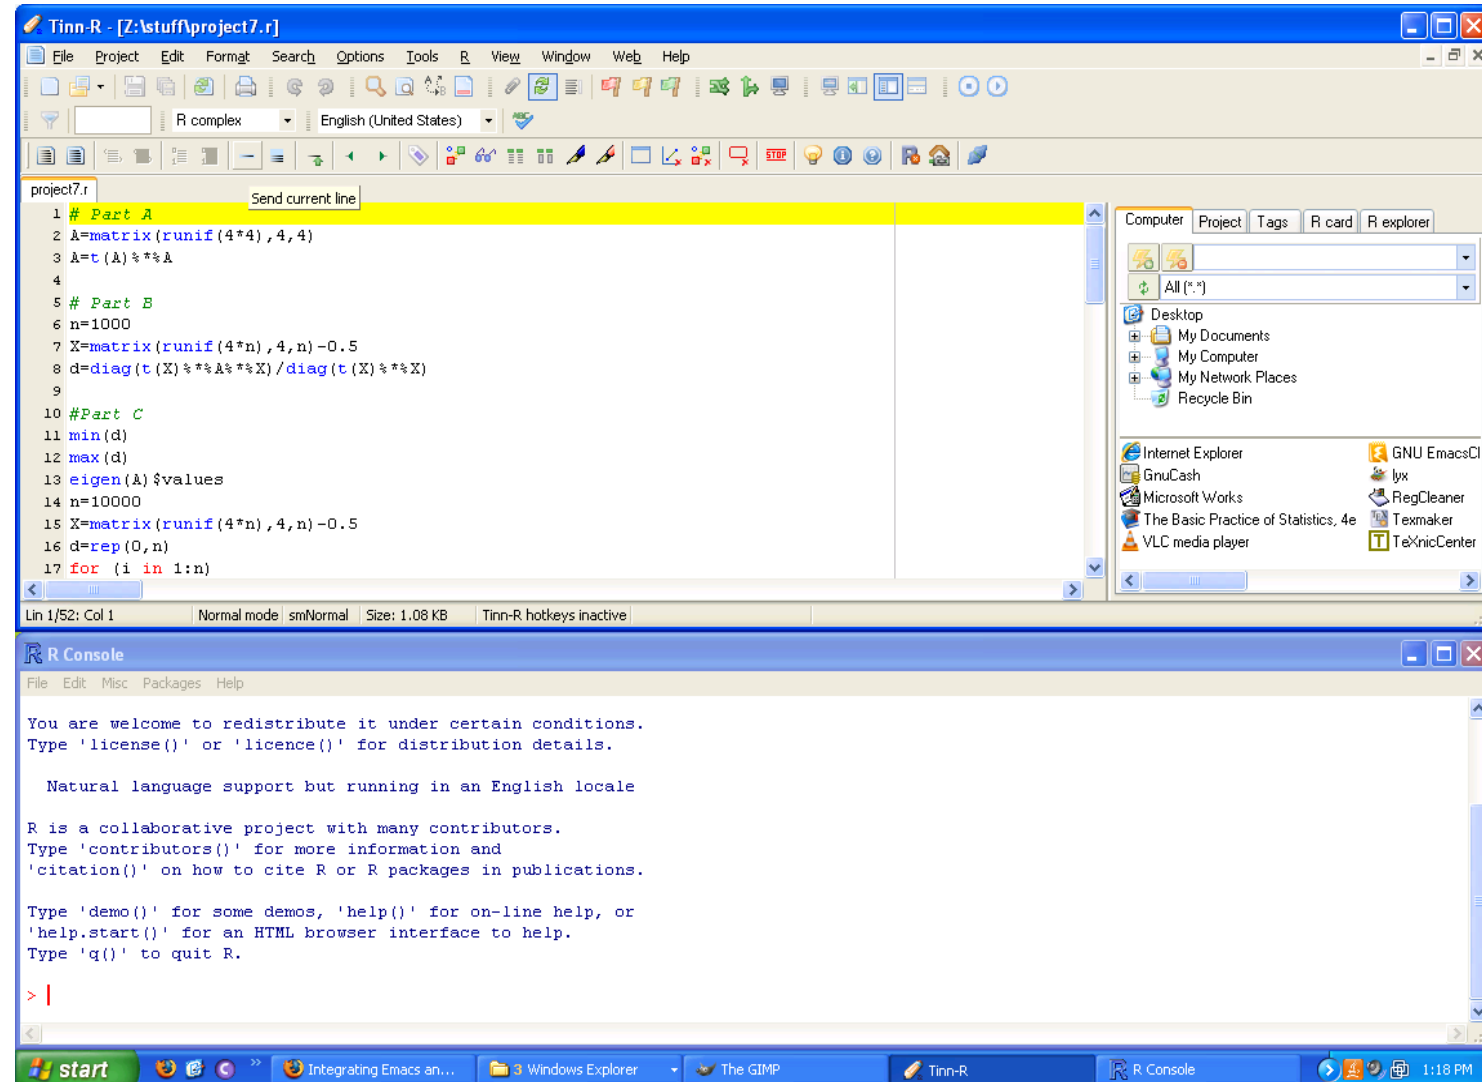 Tinn-R - [Z:\stuff\project7.r]
File Project Edit Format Search Options Tools R View Window Web Help
R complex English (United States) ABC
STOP
project7.r
Send current line
1 # Part A
2 A=matrix(runif(4*4),4,4)
3 A=t(A)%*%A
4
5 # Part B
6 n=1000
7 X=matrix(runif(4*n),4,n)-0.5
8 d=diag(t(X)%*%A%*%X)/diag(t(X)%*%X)
9
10 #Part C
11 min(d)
12 max(d)
13 eigen(A)$values
14 n=10000
15 X=matrix(runif(4*n),4,n)-0.5
16 d=rep(0,n)
17 for (i in 1:n)
Computer Project Tags R card R explorer
All (*.*)
Desktop
My Documents
My Computer
My Network Places
Recycle Bin
Internet Explorer GNU EmacsCl
GnuCash lyx
Microsoft Works RegCleaner
The Basic Practice of Statistics, 4e Texmaker
VLC media player TeXnicCenter
Lin 1/52: Col 1 Normal mode smNormal Size: 1.08 KB Tinn-R hotkeys inactive
R Console
File Edit Misc Packages Help
You are welcome to redistribute it under certain conditions.
Type 'license()' or 'licence()' for distribution details.
Natural language support but running in an English locale
R is a collaborative project with many contributors.
Type 'contributors()' for more information and
'citation()' on how to cite R or R packages in publications.
Type 'demo()' for some demos, 'help()' for on-line help, or
'help.start()' for an HTML browser interface to help.
Type 'q()' to quit R.
>
start Integrating Emacs an... 3 Windows Explorer The GIMP Tinn-R R Console 1:18 PM